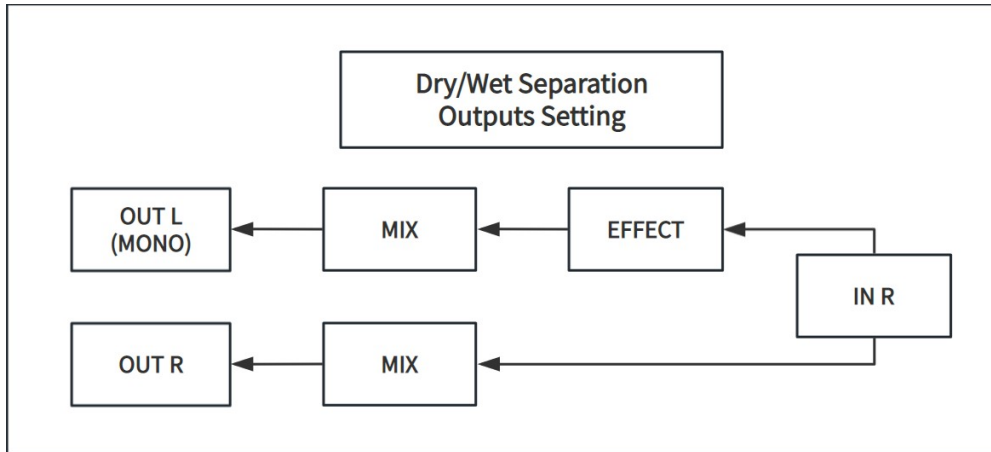 Dry/Wet Separation
Outputs Setting
OUT L
(MONO)
MIX
EFFECT
IN R
OUT R
MIX